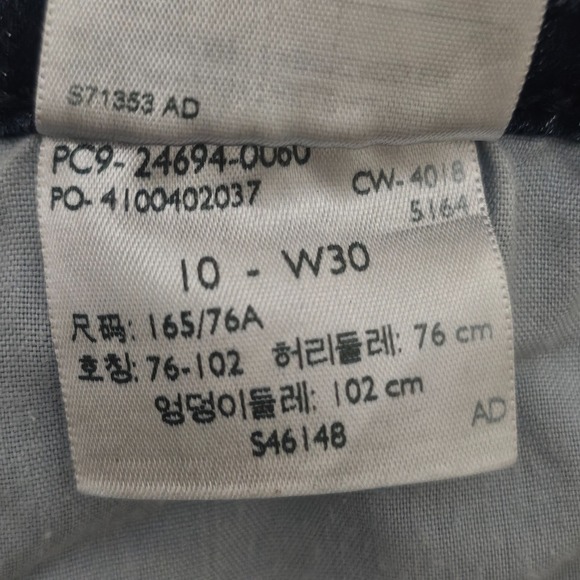 S71353 AD
PC9- 24694-0060
PO- 4100402037
CW- 4018
5164
10 - W30
尺码: 165/76A
호칭: 76-102 허리둘레: 76 cm
엉덩이둘레: 102 cm
S46148
AD